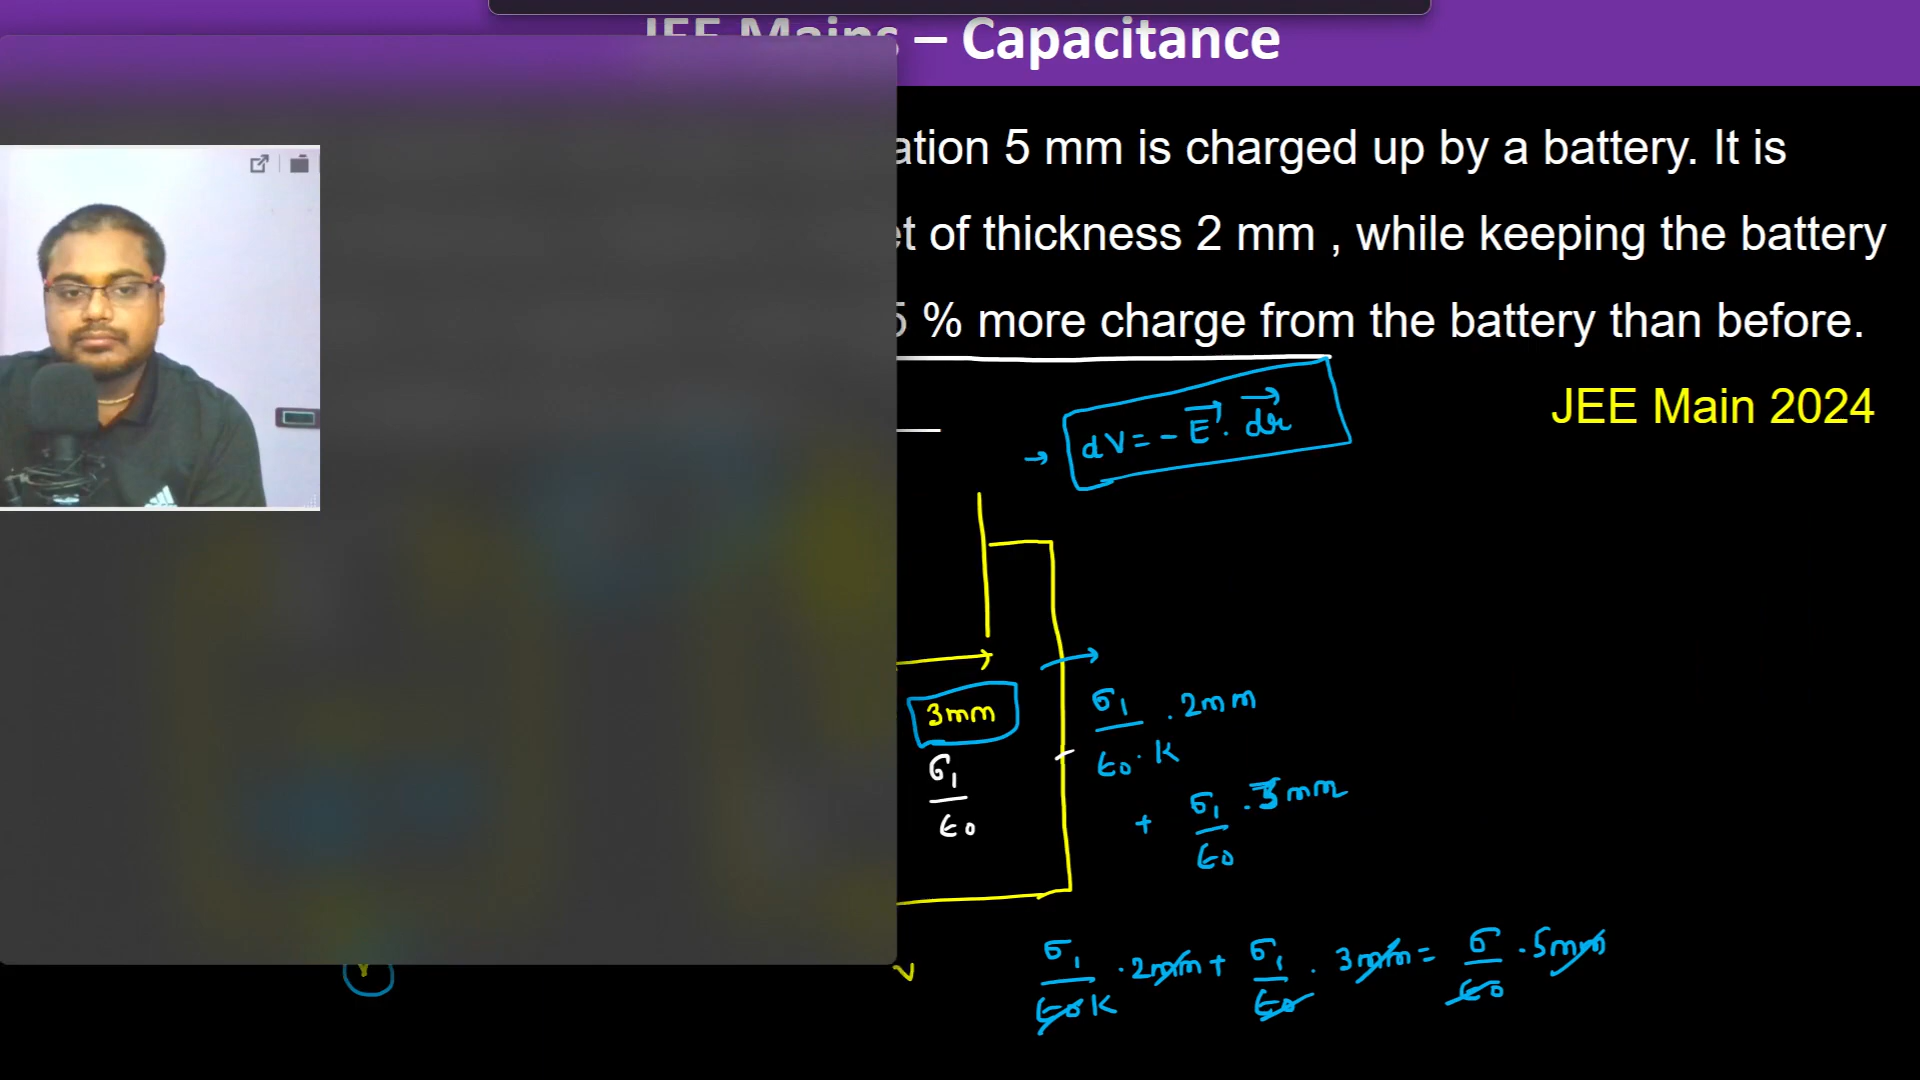 – Capacitance
ation 5 mm is charged up by a battery. It is
et of thickness 2 mm , while keeping the battery
5 % more charge from the battery than before.
JEE Main 2024
→ dV = - E⃗ . dr⃗
3mm
σ₁/ε₀
σ₁/ε₀.k . 2mm
+ σ₁/ε₀ . 3mm
V
σ₁/ε₀k . 2mm + σ₁/ε₀ . 3mm = σ/ε₀ . 5mm